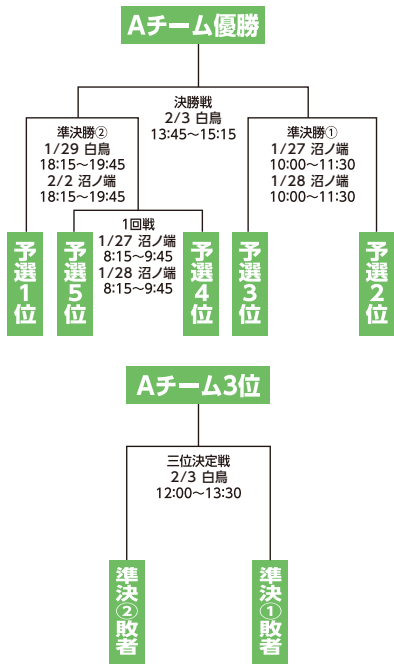 Aチーム優勝
決勝戦
2/3 白鳥
13:45〜15:15
準決勝②
1/29 白鳥
18:15〜19:45
2/2 沼ノ端
18:15〜19:45
準決勝①
1/27 沼ノ端
10:00〜11:30
1/28 沼ノ端
10:00〜11:30
1回戦
1/27 沼ノ端
8:15〜9:45
1/28 沼ノ端
8:15〜9:45
予選1位
予選5位
予選4位
予選3位
予選2位
Aチーム3位
三位決定戦
2/3 白鳥
12:00〜13:30
準決②敗者
準決①敗者